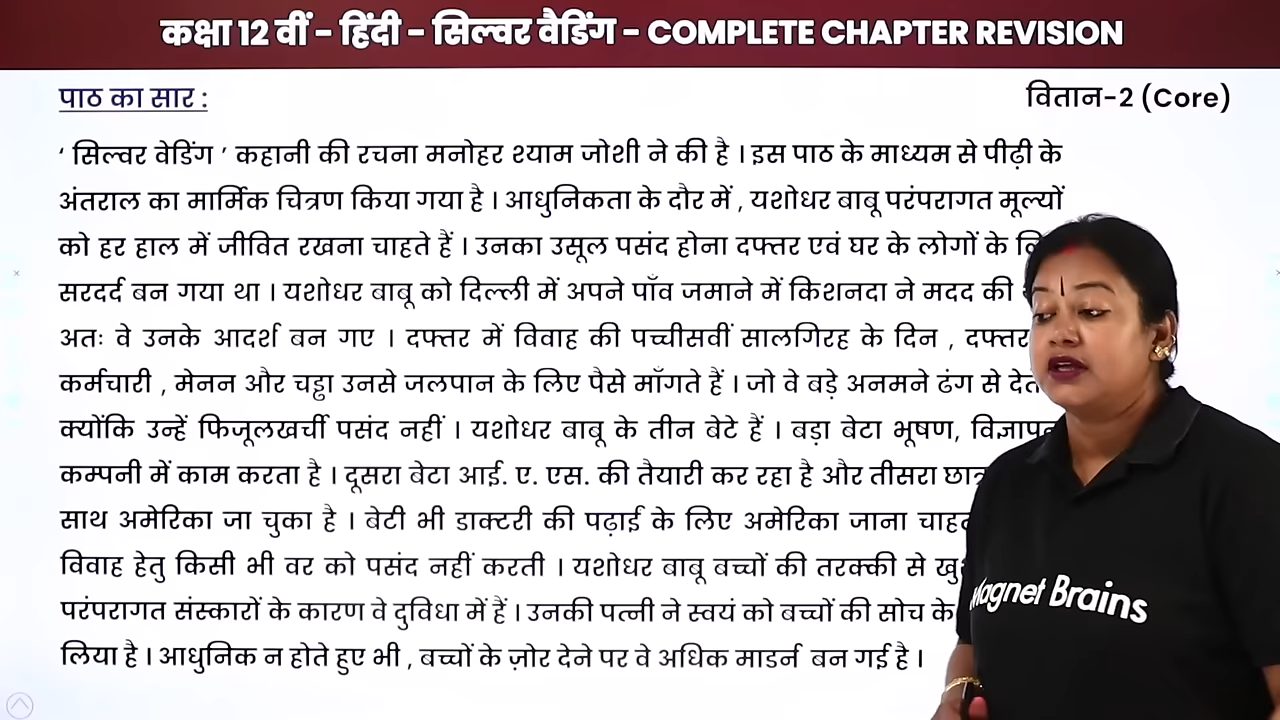 कक्षा 12 वीं - हिंदी - सिल्वर वैडिंग - COMPLETE CHAPTER REVISION
पाठ का सार :
वितान-2 (Core)
‘ सिल्वर वेडिंग ’ कहानी की रचना मनोहर श्याम जोशी ने की है । इस पाठ के माध्यम से पीढ़ी के
अंतराल का मार्मिक चित्रण किया गया है । आधुनिकता के दौर में , यशोधर बाबू परंपरागत मूल्यों
को हर हाल में जीवित रखना चाहते हैं । उनका उसूल पसंद होना दफ्तर एवं घर के लोगों के
सरदर्द बन गया था । यशोधर बाबू को दिल्ली में अपने पाँव जमाने में किशनदा ने मदद की
अतः वे उनके आदर्श बन गए । दफ्तर में विवाह की पच्चीसवीं सालगिरह के दिन , दफ्तर
कर्मचारी , मेनन और चड्ढा उनसे जलपान के लिए पैसे माँगते हैं । जो वे बड़े अनमने ढंग से
क्योंकि उन्हें फिजूलखर्ची पसंद नहीं । यशोधर बाबू के तीन बेटे हैं । बड़ा बेटा भूषण,
कम्पनी में काम करता है । दूसरा बेटा आई. ए. एस. की तैयारी कर रहा है और तीसरा
साथ अमेरिका जा चुका है । बेटी भी डाक्टरी की पढ़ाई के लिए अमेरिका जाना
विवाह हेतु किसी भी वर को पसंद नहीं करती । यशोधर बाबू बच्चों की तरक्की से
परंपरागत संस्कारों के कारण वे दुविधा में हैं । उनकी पत्नी ने स्वयं को बच्चों की सोच के
लिया है । आधुनिक न होते हुए भी , बच्चों के ज़ोर देने पर वे अधिक माडर्न बन गई है ।
Magnet Brains